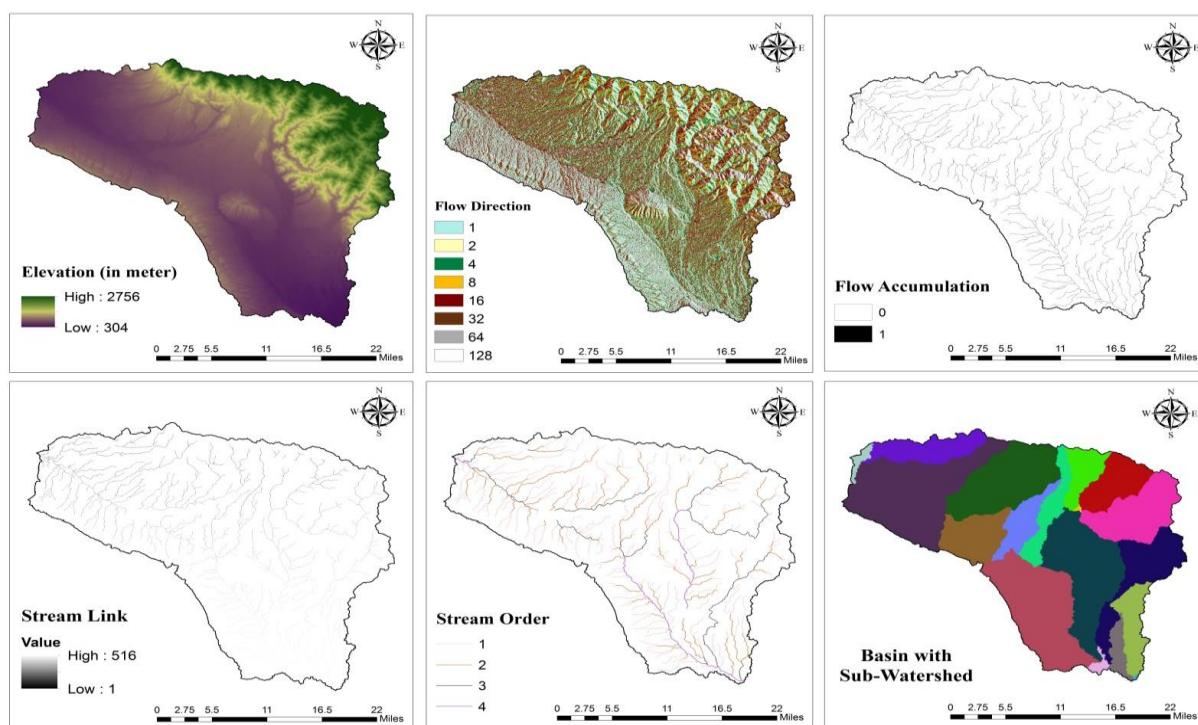 N
W E
S
Elevation (in meter)
High : 2756
Low : 304
0 2.75 5.5 11 16.5 22
Miles
N
W E
S
Flow Direction
1
2
4
8
16
32
64
128
0 2.75 5.5 11 16.5 22
Miles
N
W E
S
Flow Accumulation
0
1
0 2.75 5.5 11 16.5 22
Miles
N
W E
S
Stream Link
Value
High : 516
Low : 1
0 2.75 5.5 11 16.5 22
Miles
N
W E
S
Stream Order
1
2
3
4
0 2.75 5.5 11 16.5 22
Miles
N
W E
S
Basin with
Sub-Watershed
0 2.75 5.5 11 16.5 22
Miles